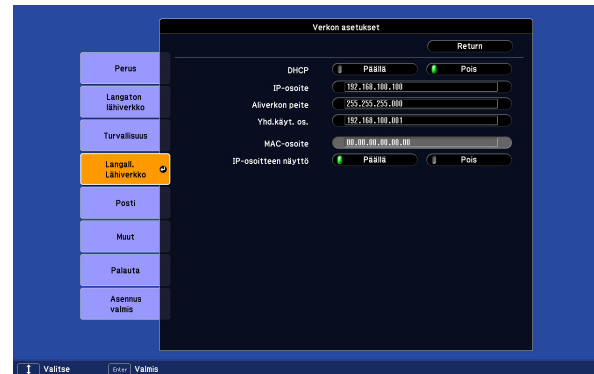 Verkon asetukset
Return
Perus
Langaton
lähiverkko
Turvallisuus
Langall.
Lähiverkko
Posti
Muut
Palauta
Asennus
valmis
DHCP Päällä Pois
IP-osoite 192.168.100.100
Aliverkon peite 255.255.255.000
Yhd.käyt. os. 192.168.100.001
MAC-osoite 00.00.00.00.00.00
IP-osoitteen näyttö Päällä Pois
Valitse Enter Valmis